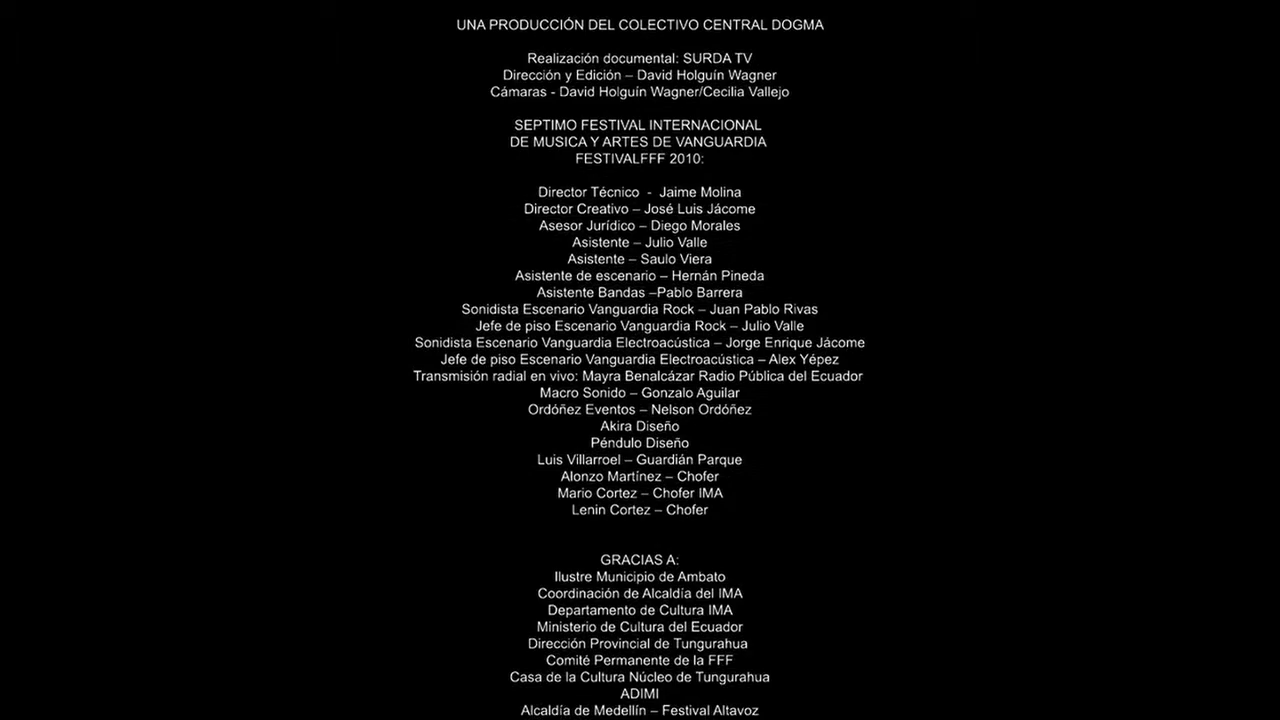 UNA PRODUCCIÓN DEL COLECTIVO CENTRAL DOGMA
Realización documental: SURDA TV
Dirección y Edición – David Holguín Wagner
Cámaras - David Holguín Wagner/Cecilia Vallejo
SEPTIMO FESTIVAL INTERNACIONAL
DE MUSICA Y ARTES DE VANGUARDIA
FESTIVALFFF 2010:
Director Técnico - Jaime Molina
Director Creativo – José Luis Jácome
Asesor Jurídico – Diego Morales
Asistente – Julio Valle
Asistente – Saulo Viera
Asistente de escenario – Hernán Pineda
Asistente Bandas –Pablo Barrera
Sonidista Escenario Vanguardia Rock – Juan Pablo Rivas
Jefe de piso Escenario Vanguardia Rock – Julio Valle
Sonidista Escenario Vanguardia Electroacústica – Jorge Enrique Jácome
Jefe de piso Escenario Vanguardia Electroacústica – Alex Yépez
Transmisión radial en vivo: Mayra Benalcázar Radio Pública del Ecuador
Macro Sonido – Gonzalo Aguilar
Ordóñez Eventos – Nelson Ordóñez
Akira Diseño
Péndulo Diseño
Luis Villarroel – Guardián Parque
Alonzo Martínez – Chofer
Mario Cortez – Chofer IMA
Lenin Cortez – Chofer
GRACIAS A:
Ilustre Municipio de Ambato
Coordinación de Alcaldía del IMA
Departamento de Cultura IMA
Ministerio de Cultura del Ecuador
Dirección Provincial de Tungurahua
Comité Permanente de la FFF
Casa de la Cultura Núcleo de Tungurahua
ADIMI
Alcaldía de Medellín – Festival Altavoz